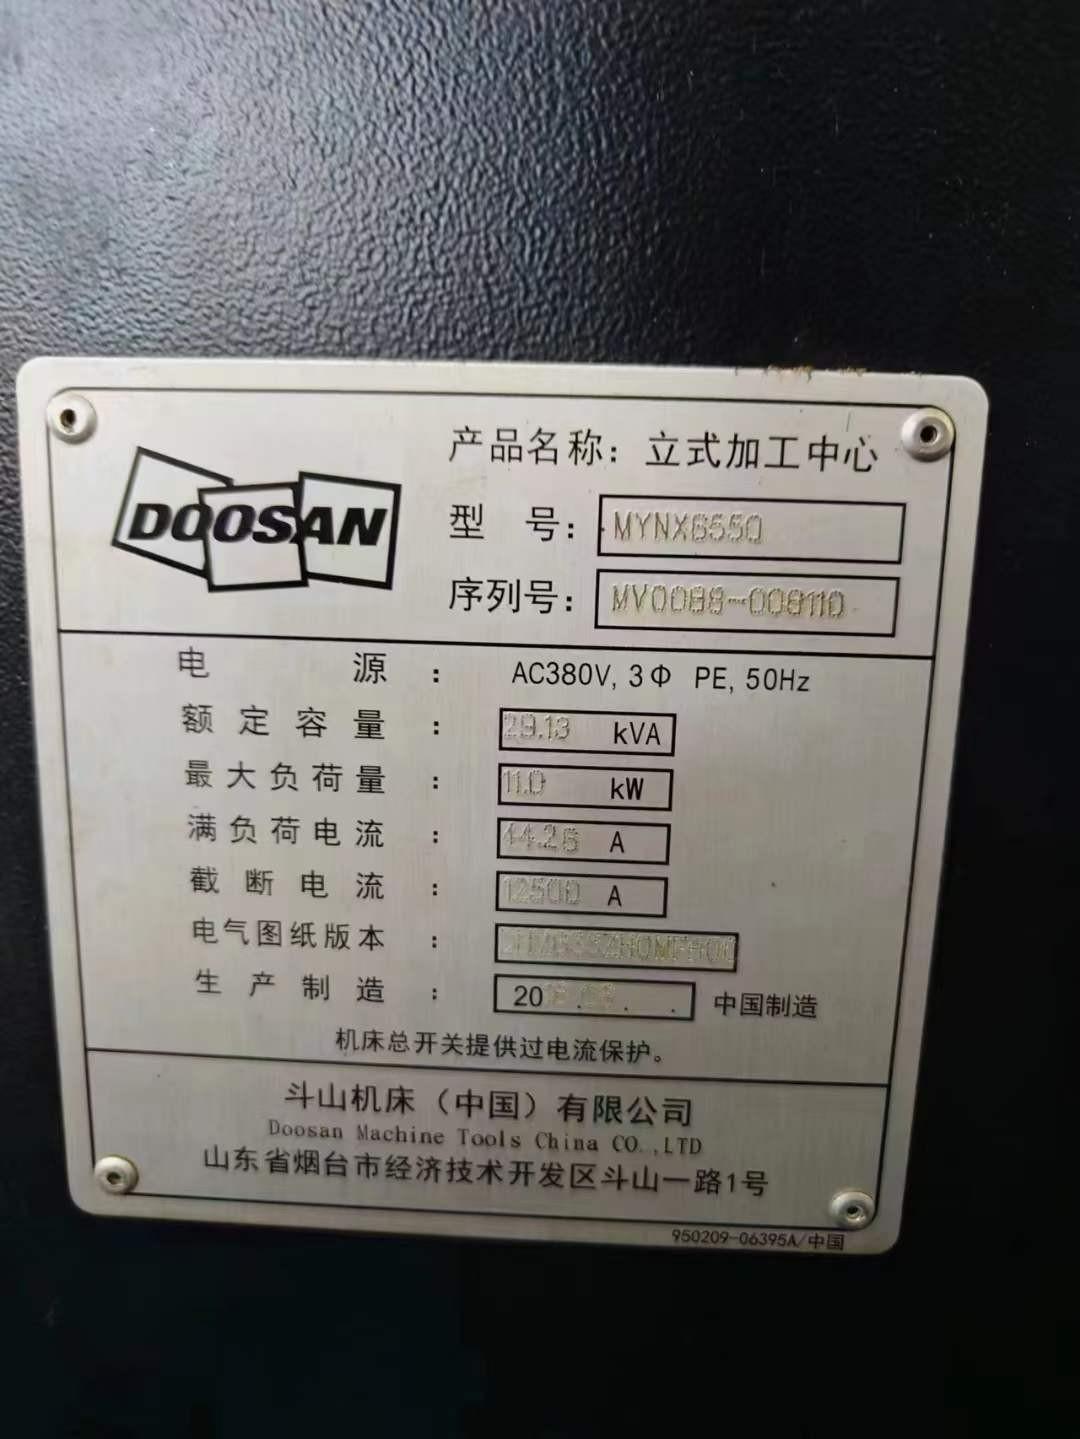 DOOSAN
产品名称：立式加工中心
型 号： MYNX6550
序列号： MV0088-008110
电 源 ： AC380V, 3Φ PE, 50Hz
额定容量 ： 29.13 kVA
最大负荷量 ： 11.0 kW
满负荷电流 ： 44.26 A
截断电流 ： 12500 A
电气图纸版本 ：
生产制造 ： 20 . . . 中国制造
机床总开关提供过电流保护。
斗山机床（中国）有限公司
Doosan Machine Tools China CO.,LTD
山东省烟台市经济技术开发区斗山一路1号
950209-06395A/中国